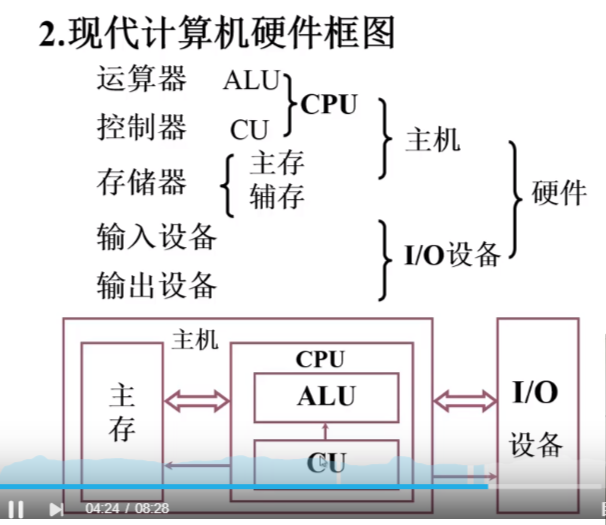 2.现代计算机硬件框图
运算器 ALU
CPU
控制器 CU
主机
主存
存储器
辅存
硬件
输入设备
I/O设备
输出设备
主机
CPU
主存
ALU
I/O
设备
CU
04:24 / 08:28